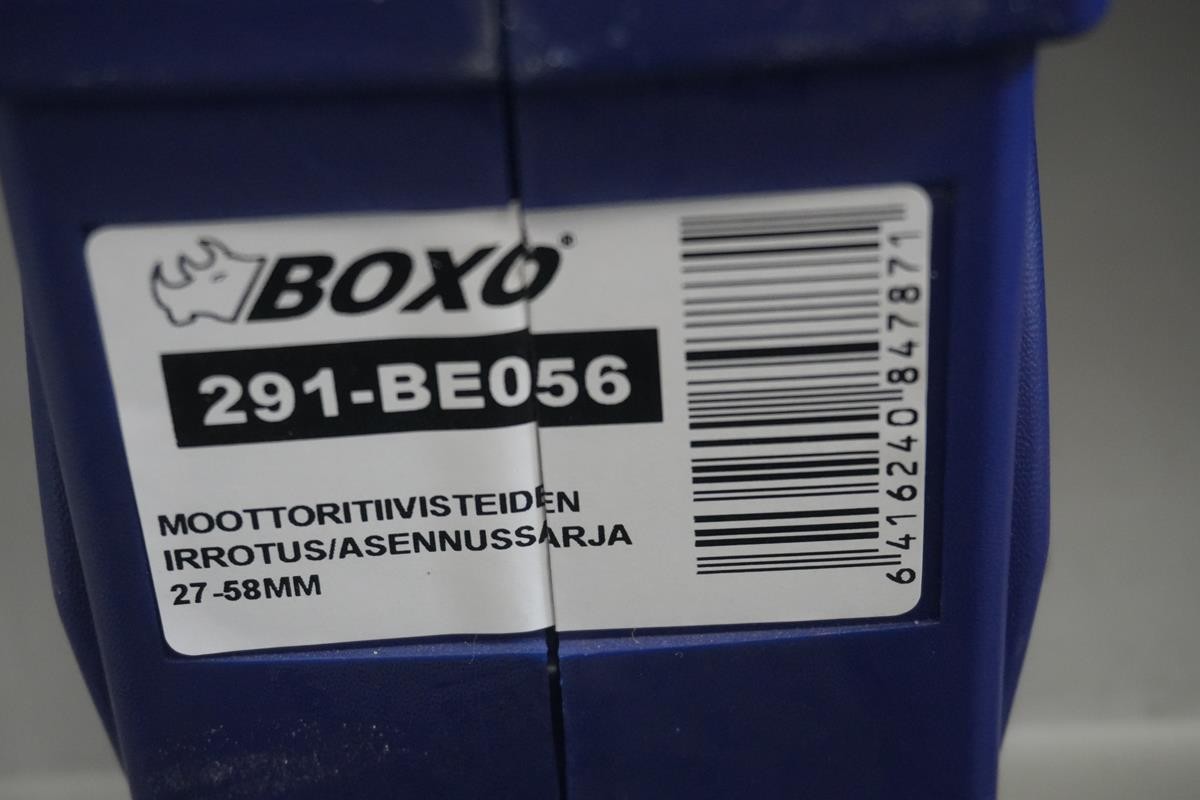 BOXO®
291-BE056
MOOTTORITIIVISTEIDEN
IRROTUS/ASENNUSSARJA
27-58MM
6416240847871